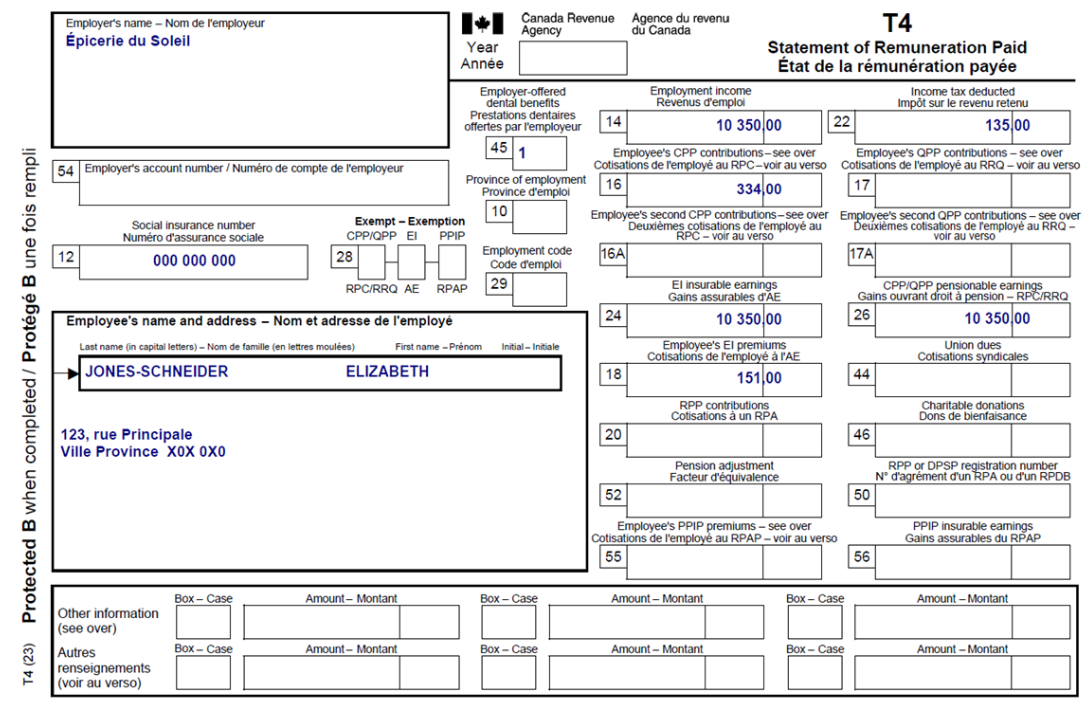 Employer's name – Nom de l'employeur
Épicerie du Soleil
Canada Revenue Agency
Agence du revenu du Canada
Year
Année
T4
Statement of Remuneration Paid
État de la rémunération payée
Employer-offered
dental benefits
Prestations dentaires
offertes par l'employeur
45 1
Employment income
Revenus d'emploi
14 10 350,00
Income tax deducted
Impôt sur le revenu retenu
22 135,00
54 Employer's account number / Numéro de compte de l'employeur
Province of employment
Province d'emploi
10
Employee's CPP contributions – see over
Cotisations de l'employé au RPC – voir au verso
16 334,00
Employee's QPP contributions – see over
Cotisations de l'employé au RRQ – voir au verso
17
Social insurance number
Numéro d'assurance sociale
12 000 000 000
Exempt – Exemption
CPP/QPP EI PPIP
28
RPC/RRQ AE RPAP
Employment code
Code d'emploi
29
Employee's second CPP contributions – see over
Deuxièmes cotisations de l'employé au
RPC – voir au verso
16A
Employee's second QPP contributions – see over
Deuxèmes cotisations de l'employé au RRQ –
voir au verso
17A
EI insurable earnings
Gains assurables d'AE
24 10 350,00
CPP/QPP pensionable earnings
Gains ouvrant droit à pension – RPC/RRQ
26 10 350,00
Employee's name and address – Nom et adresse de l'employé
Last name (in capital letters) – Nom de famille (en lettres moulées) First name – Prénom Initial – Initiale
JONES-SCHNEIDER ELIZABETH
123, rue Principale
Ville Province X0X 0X0
Employee's EI premiums
Cotisations de l'employé à l'AE
18 151,00
Union dues
Cotisations syndicales
44
RPP contributions
Cotisations à un RPA
20
Charitable donations
Dons de bienfaisance
46
Pension adjustment
Facteur d'équivalence
52
RPP or DPSP registration number
N° d'agrément d'un RPA ou d'un RPDB
50
Employee's PPIP premiums – see over
Cotisations de l'employé au RPAP – voir au verso
55
PPIP insurable earnings
Gains assurables du RPAP
56
Other information
(see over)
Box – Case Amount – Montant Box – Case Amount – Montant Box – Case Amount – Montant
Autres
renseignements
(voir au verso)
Box – Case Amount – Montant Box – Case Amount – Montant Box – Case Amount – Montant
T4 (23) Protected B when completed / Protégé B une fois rempli